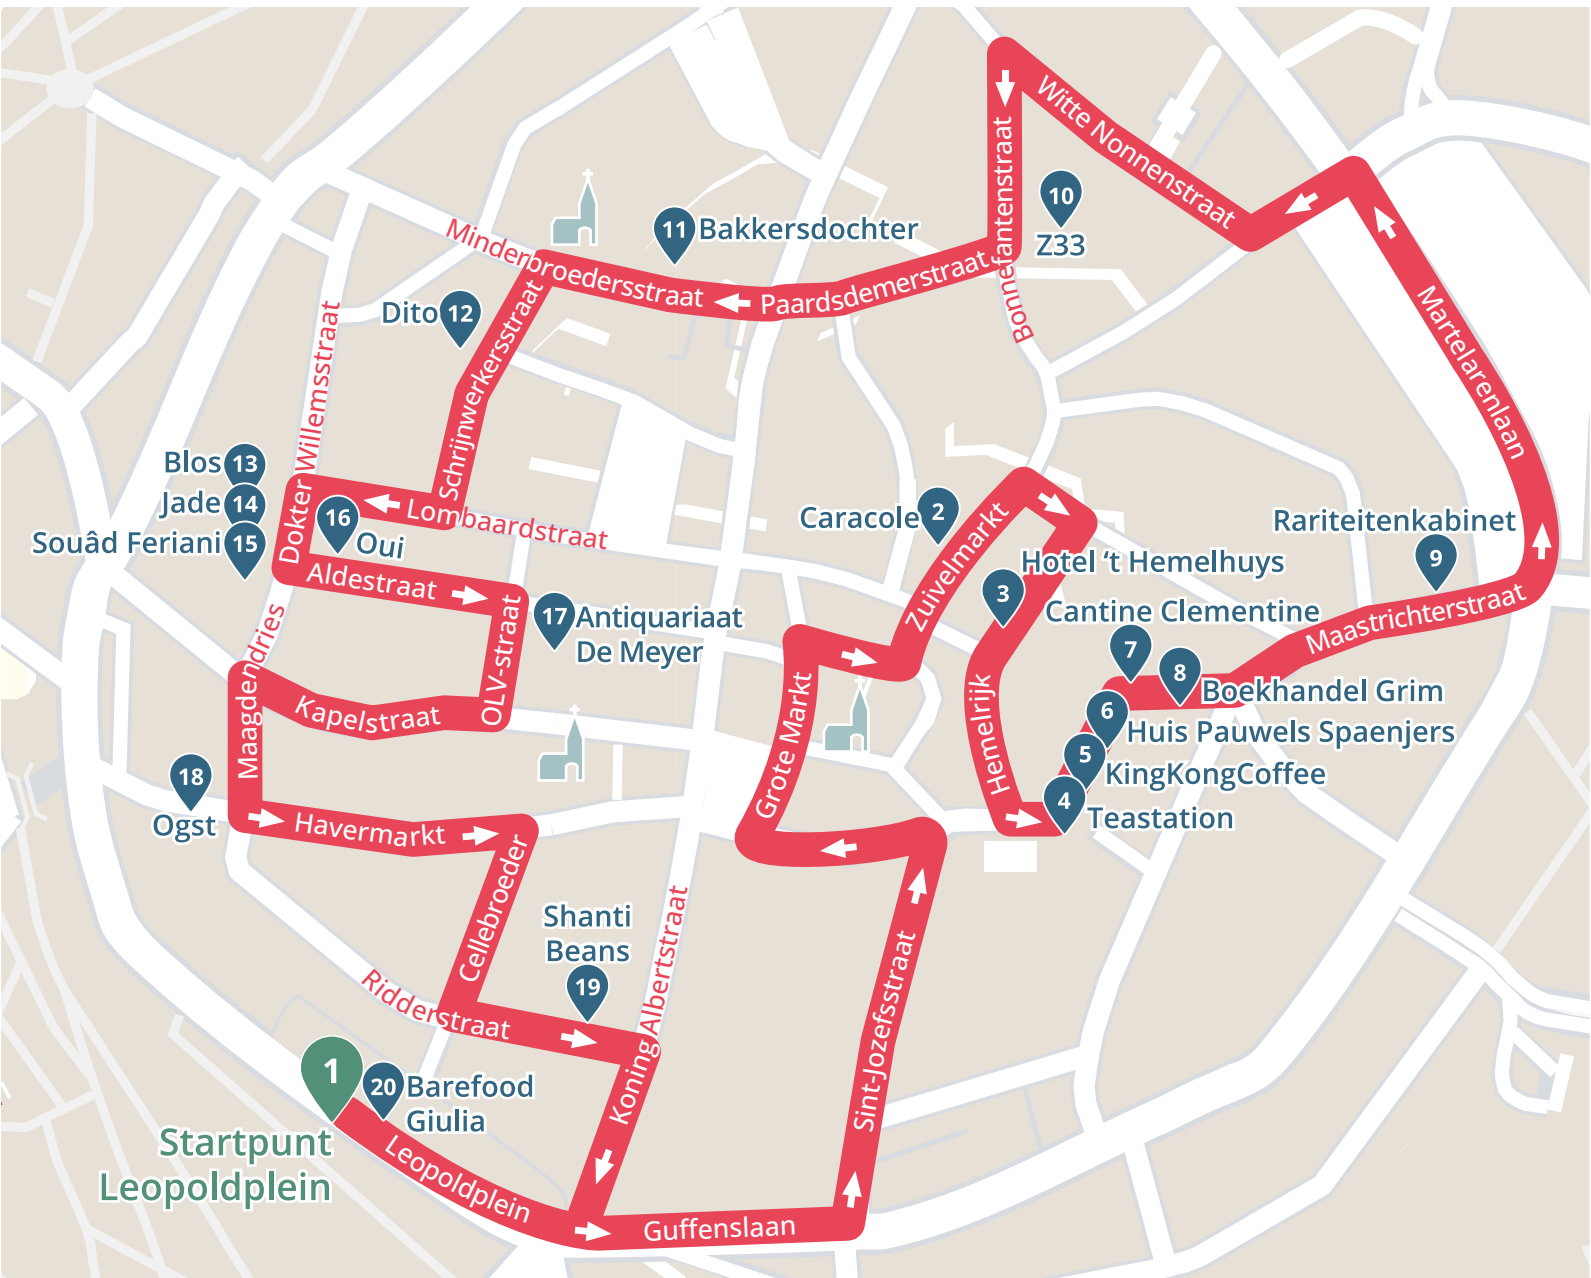 Witte Nonnenstraat
Bonnefantenstraat
10
Z33
11
Bakkersdochter
Minderbroedersstraat
Paardsdemerstraat
Martelarenlaan
Dito
12
Schrijnwerkersstraat
Dokter Willemsstraat
Blos
13
Jade
14
Souâd Feriani
15
16
Oui
Lombaardstraat
Caracole
2
Zuivelmarkt
Rariteitenkabinet
9
Hotel ‘t Hemelhuys
3
Aldestraat
OLV-straat
17
Antiquariaat
De Meyer
Cantine Clementine
7
Maastrichterstraat
8
Boekhandel Grim
6
Huis Pauwels Spaenjers
5
KingKongCoffee
4
Teastation
Hemelrijk
Grote Markt
Maagdendries
Kapelstraat
18
Ogst
Havermarkt
Cellebroeder
Shanti
Beans
19
Koning Albertstraat
Ridderstraat
Sint-Jozefsstraat
1
20
Barefood
Giulia
Startpunt
Leopoldplein
Leopoldplein
Guffenslaan